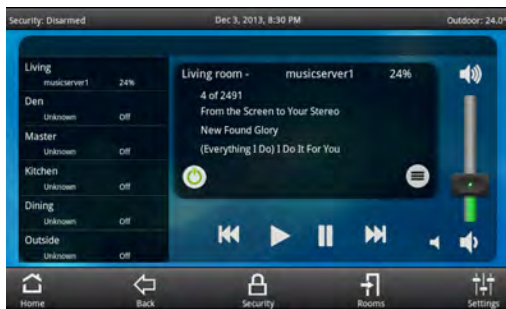 Security: Disarmed Dec 3, 2013, 8:30 PM Outdoor: 24.0°
Living
musicserver1 24%
Den
Unknown Off
Master
Unknown Off
Kitchen
Unknown Off
Dining
Unknown Off
Outside
Unknown Off
Living room - musicserver1 24%
4 of 2491
From the Screen to Your Stereo
New Found Glory
(Everything I Do) I Do It For You
Home Back Security Rooms Settings